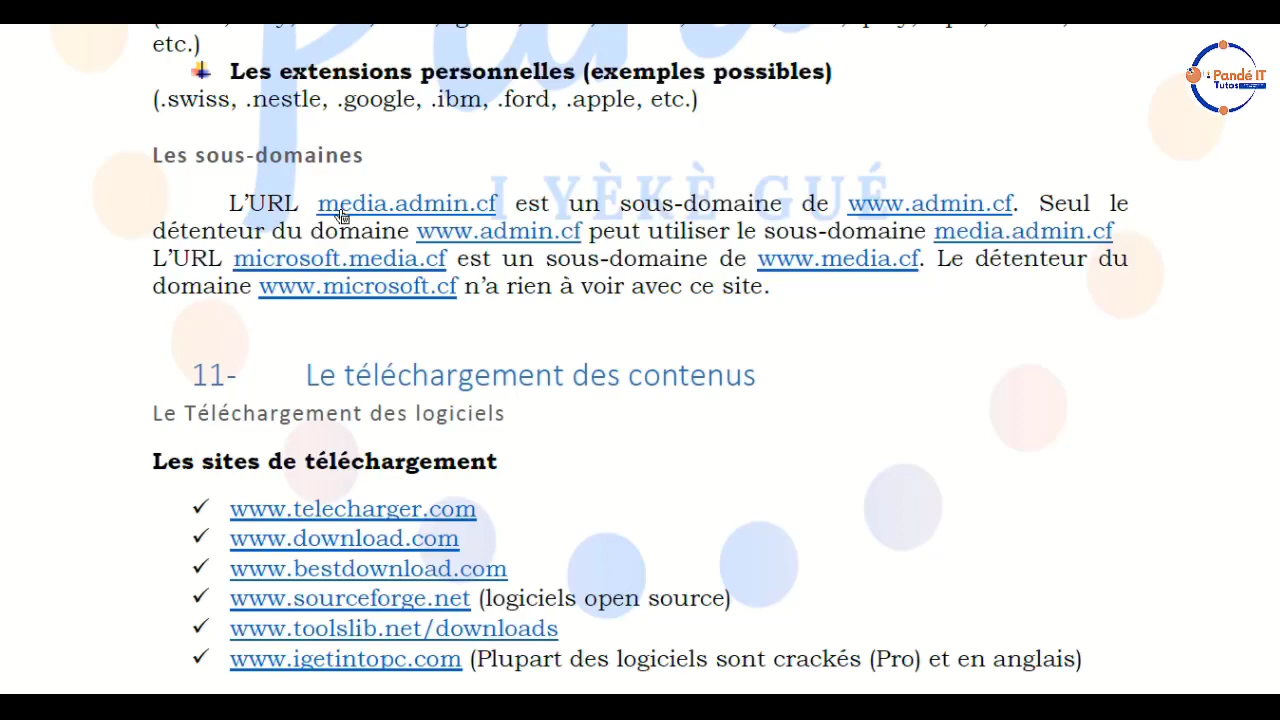 etc.)
Les extensions personnelles (exemples possibles)
(.swiss, .nestle, .google, .ibm, .ford, .apple, etc.)
Pandé IT
Tutos
Les sous-domaines
I YÈKÈ GUÉ
L’URL media.admin.cf est un sous-domaine de www.admin.cf. Seul le
détenteur du domaine www.admin.cf peut utiliser le sous-domaine media.admin.cf
L’URL microsoft.media.cf est un sous-domaine de www.media.cf. Le détenteur du
domaine www.microsoft.cf n’a rien à voir avec ce site.
11- Le téléchargement des contenus
Le Téléchargement des logiciels
Les sites de téléchargement
✓ www.telecharger.com
✓ www.download.com
✓ www.bestdownload.com
✓ www.sourceforge.net (logiciels open source)
✓ www.toolslib.net/downloads
✓ www.igetintopc.com (Plupart des logiciels sont crackés (Pro) et en anglais)